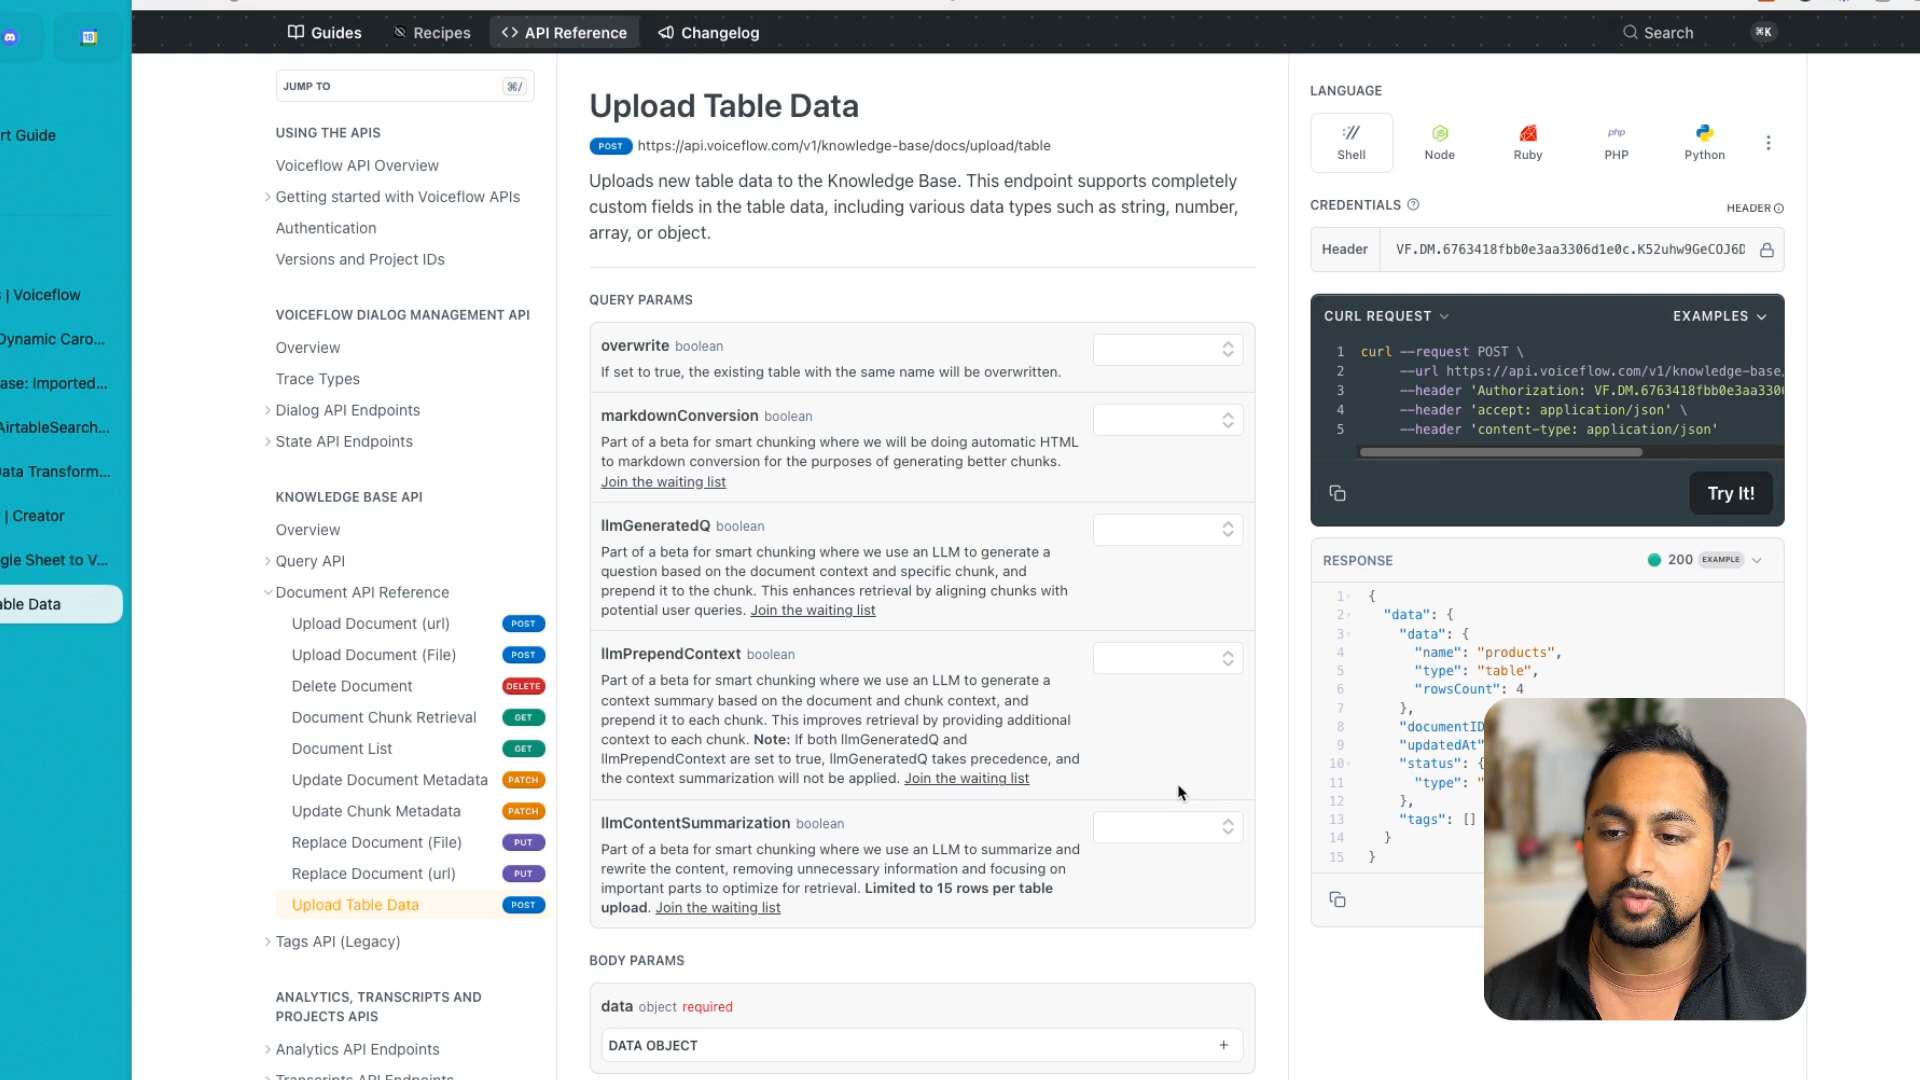 Guides
Recipes
API Reference
Changelog
Search
⌘K
18
rt Guide
| Voiceflow
Dynamic Caro...
ase: Imported...
AirtableSearch...
ata Transform...
| Creator
gle Sheet to V...
able Data
JUMP TO
⌘/
USING THE APIS
Voiceflow API Overview
Getting started with Voiceflow APIs
Authentication
Versions and Project IDs
VOICEFLOW DIALOG MANAGEMENT API
Overview
Trace Types
Dialog API Endpoints
State API Endpoints
KNOWLEDGE BASE API
Overview
Query API
Document API Reference
Upload Document (url) POST
Upload Document (File) POST
Delete Document DELETE
Document Chunk Retrieval GET
Document List GET
Update Document Metadata PATCH
Update Chunk Metadata PATCH
Replace Document (File) PUT
Replace Document (url) PUT
Upload Table Data POST
Tags API (Legacy)
ANALYTICS, TRANSCRIPTS AND
PROJECTS APIS
Analytics API Endpoints
Transcripts API Endpoints
Upload Table Data
POST https://api.voiceflow.com/v1/knowledge-base/docs/upload/table
Uploads new table data to the Knowledge Base. This endpoint supports completely
custom fields in the table data, including various data types such as string, number,
array, or object.
QUERY PARAMS
overwrite boolean
If set to true, the existing table with the same name will be overwritten.
markdownConversion boolean
Part of a beta for smart chunking where we will be doing automatic HTML
to markdown conversion for the purposes of generating better chunks.
Join the waiting list
llmGeneratedQ boolean
Part of a beta for smart chunking where we use an LLM to generate a
question based on the document context and specific chunk, and
prepend it to the chunk. This enhances retrieval by aligning chunks with
potential user queries. Join the waiting list
llmPrependContext boolean
Part of a beta for smart chunking where we use an LLM to generate a
context summary based on the document and chunk context, and
prepend it to each chunk. This improves retrieval by providing additional
context to each chunk. Note: If both llmGeneratedQ and
llmPrependContext are set to true, llmGeneratedQ takes precedence, and
the context summarization will not be applied. Join the waiting list
llmContentSummarization boolean
Part of a beta for smart chunking where we use an LLM to summarize and
rewrite the content, removing unnecessary information and focusing on
important parts to optimize for retrieval. Limited to 15 rows per table
upload. Join the waiting list
BODY PARAMS
data object required
DATA OBJECT +
LANGUAGE
Shell
Node
php
Ruby
PHP
Python
CREDENTIALS
HEADER
Header VF.DM.6763418fbb0e3aa3306d1e0c.K52uhw9GeCOJ6D
CURL REQUEST
EXAMPLES
1 curl --request POST \
2 --url https://api.voiceflow.com/v1/knowledge-base
3 --header 'Authorization: VF.DM.6763418fbb0e3aa330
4 --header 'accept: application/json' \
5 --header 'content-type: application/json'
Try It!
RESPONSE
200 EXAMPLE
1 {
2 "data": {
3 "data": {
4 "name": "products",
5 "type": "table",
6 "rowsCount": 4
7 },
8 "documentID
9 "updatedAt"
10 "status": {
11 "type": "
12 },
13 "tags": []
14 }
15 }